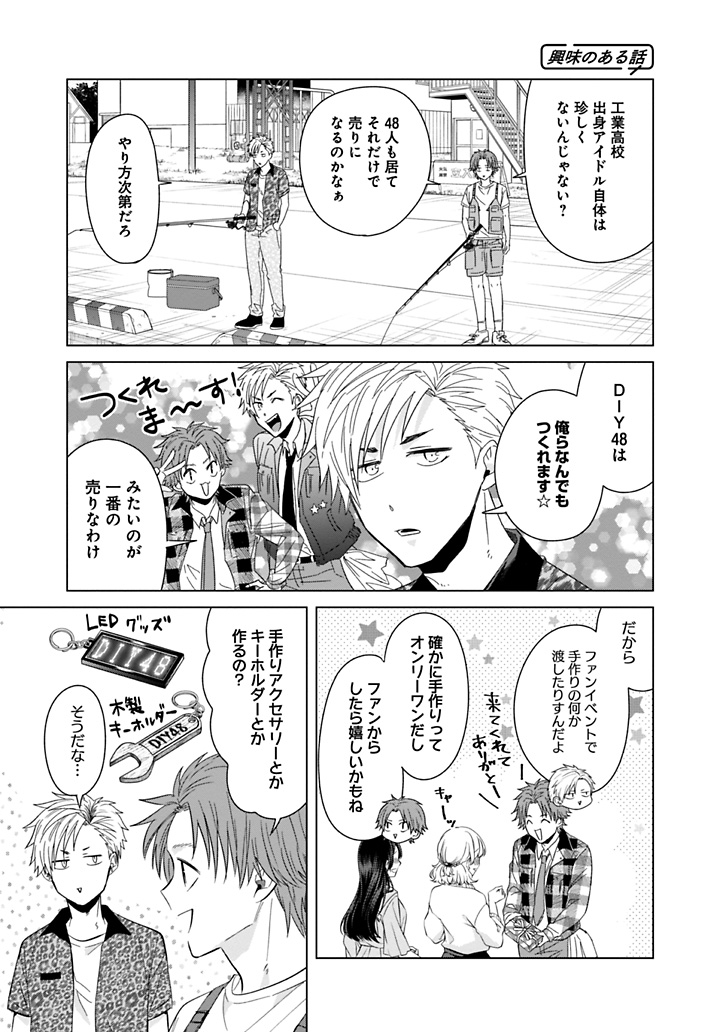 興味のある話
工業高校
出身アイドル自体は
珍しく
ないんじゃない？
48人も居て
それだけで
売りに
なるのかなぁ
やり方次第だろ
DIY48は
俺らなんでも
つくれます☆
つくれ
ま〜〜す！
みたいのが
一番の
売りなわけ
だから
ファンイベントで
手作りの何か
渡したりすんだよ
来てくれて
ありがとー
確かに手作りって
オンリーワンだし
ファンから
したら嬉しいかもね
キャーッ
手作りアクセサリーとか
キーホルダーとか
作るの？
LEDグッズ
DIY48
木製
キーホルダー
DIY48
そうだな…